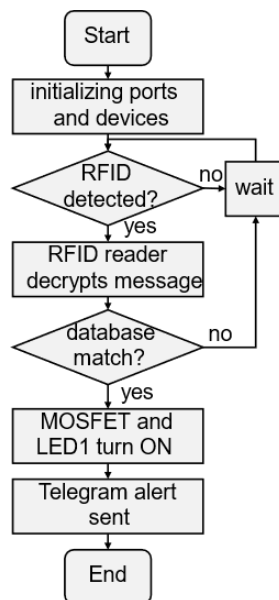 Start
initializing ports
and devices
RFID
detected?
no
wait
yes
RFID reader
decrypts message
database
match?
no
yes
MOSFET and
LED1 turn ON
Telegram alert
sent
End